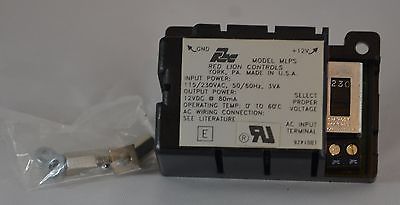 GND +12V
MODEL MLPS
RED LION CONTROLS
YORK, PA. MADE IN U.S.A.
INPUT POWER:
115/230VAC, 50/60Hz, 3VA
OUTPUT POWER:
12VDC @ 80mA
OPERATING TEMP: 0° TO 60°C
AC WIRING CONNECTION:
SEE LITERATURE
SELECT
PROPER
VOLTAGE
AC INPUT
TERMINAL
E
230